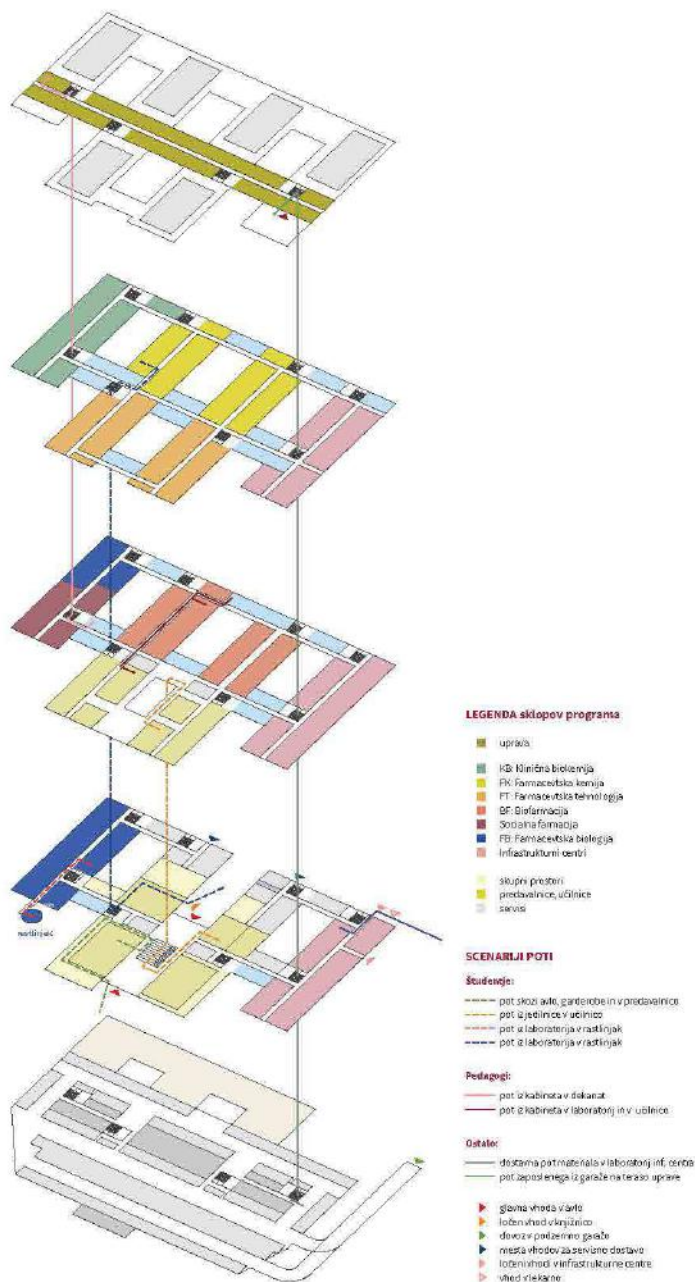 rastlinjak
LEGENDA sklopov programa
uprava
KB: Klinična biokemija
FK: Farmacevtska kemija
FT: Farmacevtska tehnologija
BF: Biofarmacija
Socialna farmacija
FB: Farmacevtska biologija
Infrastrukturni centri
skupni prostori
predavalnice, učilnice
servisi
SCENARIJI POTI
Študentje:
pot skozi avlo, garderobe in v predavalnico
pot iz jedilnice v učilnico
pot iz laboratorija v rastlinjak
pot iz laboratorija v rastlinjak
Pedagogi:
pot iz kabineta v dekanat
pot iz kabineta v laboratorij in v učilnice
Ostalo:
dostavna pot materiala v laboratorij inf. centra
pot zaposlenega iz garaže na teraso uprave
glavna vhoda v avlo
ločen vhod v knjižnico
dovoz v podzemno garažo
mesta vhodov za servisno dostavo
ločeni vhodi v infrastrukturne centre
vhod v lekarno